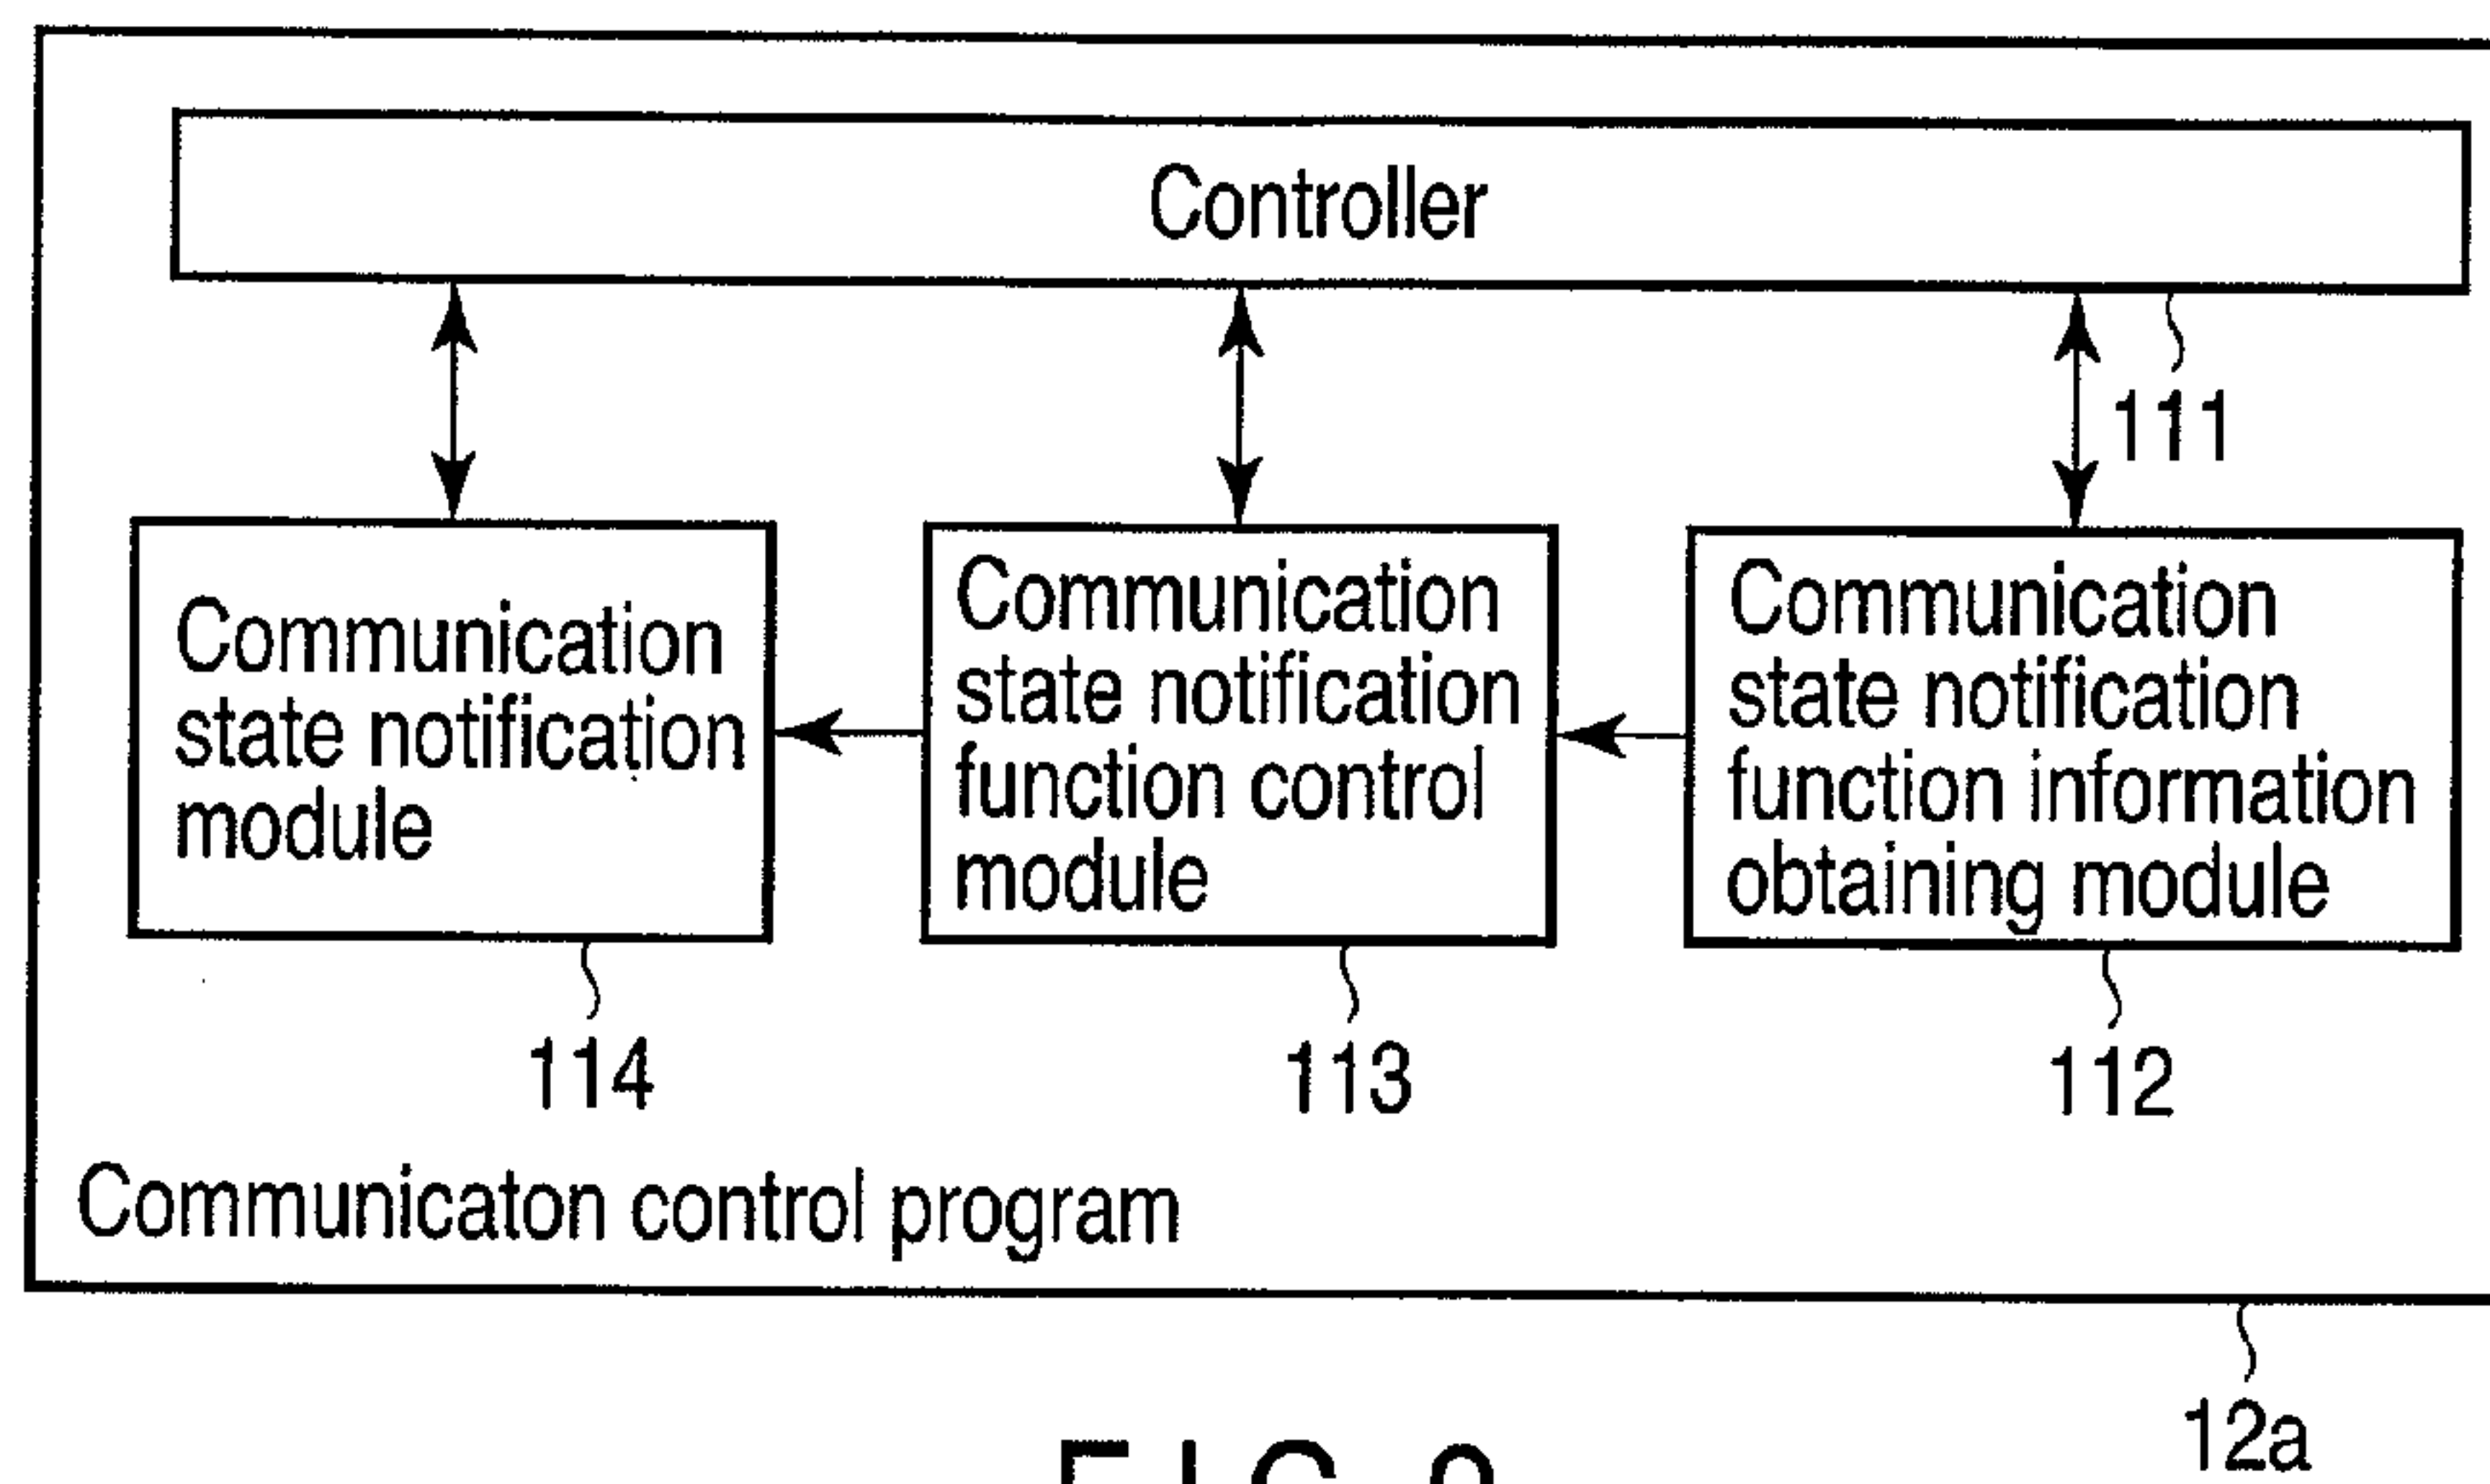 Controller
111
Communication
state notification
module
Communication
state notification
function control
module
Communication
state notification
function information
obtaining module
114
113
112
Communicaton control program
12a
FIG.